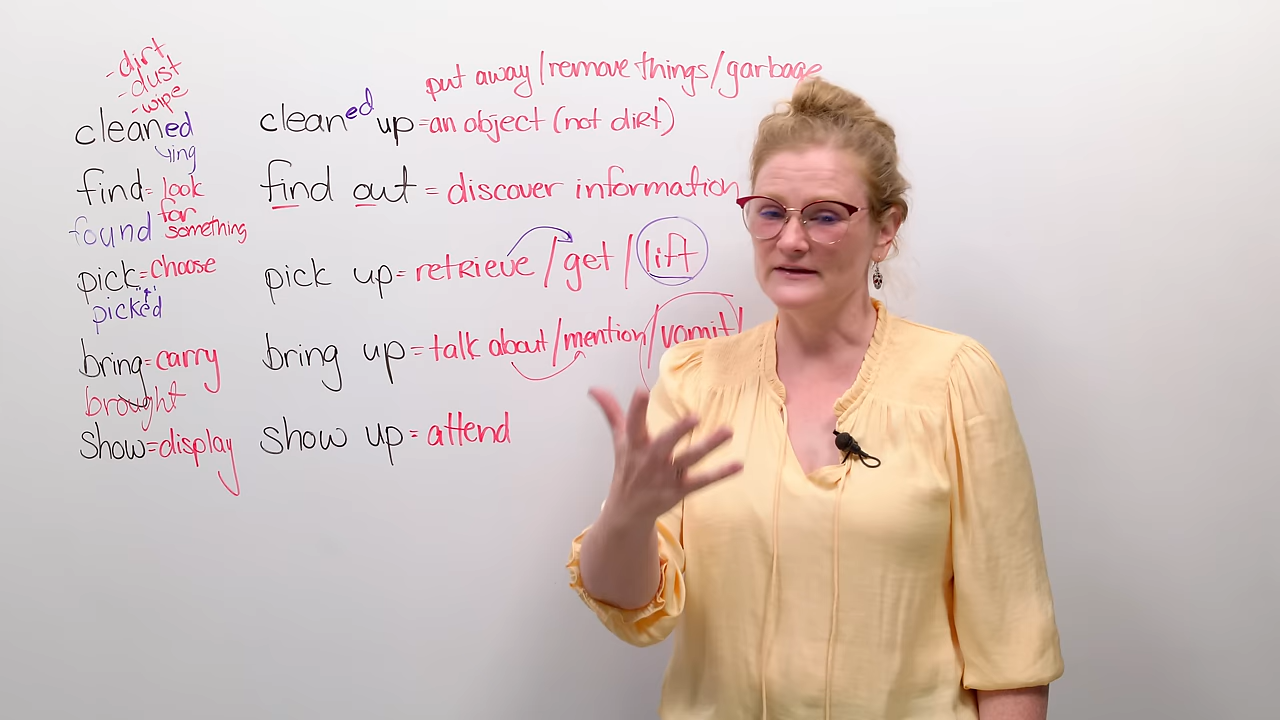 - dirt
- dust
- wipe
put away/remove things/garbage
cleaned
ying
cleaned up = an object (not dirt)
find = look
for
something
found
find out = discover information
pick = choose
picked
pick up = retrieve/get/lift
bring = carry
brought
bring up = talk about/mention/vomit/
show = display
show up = attend